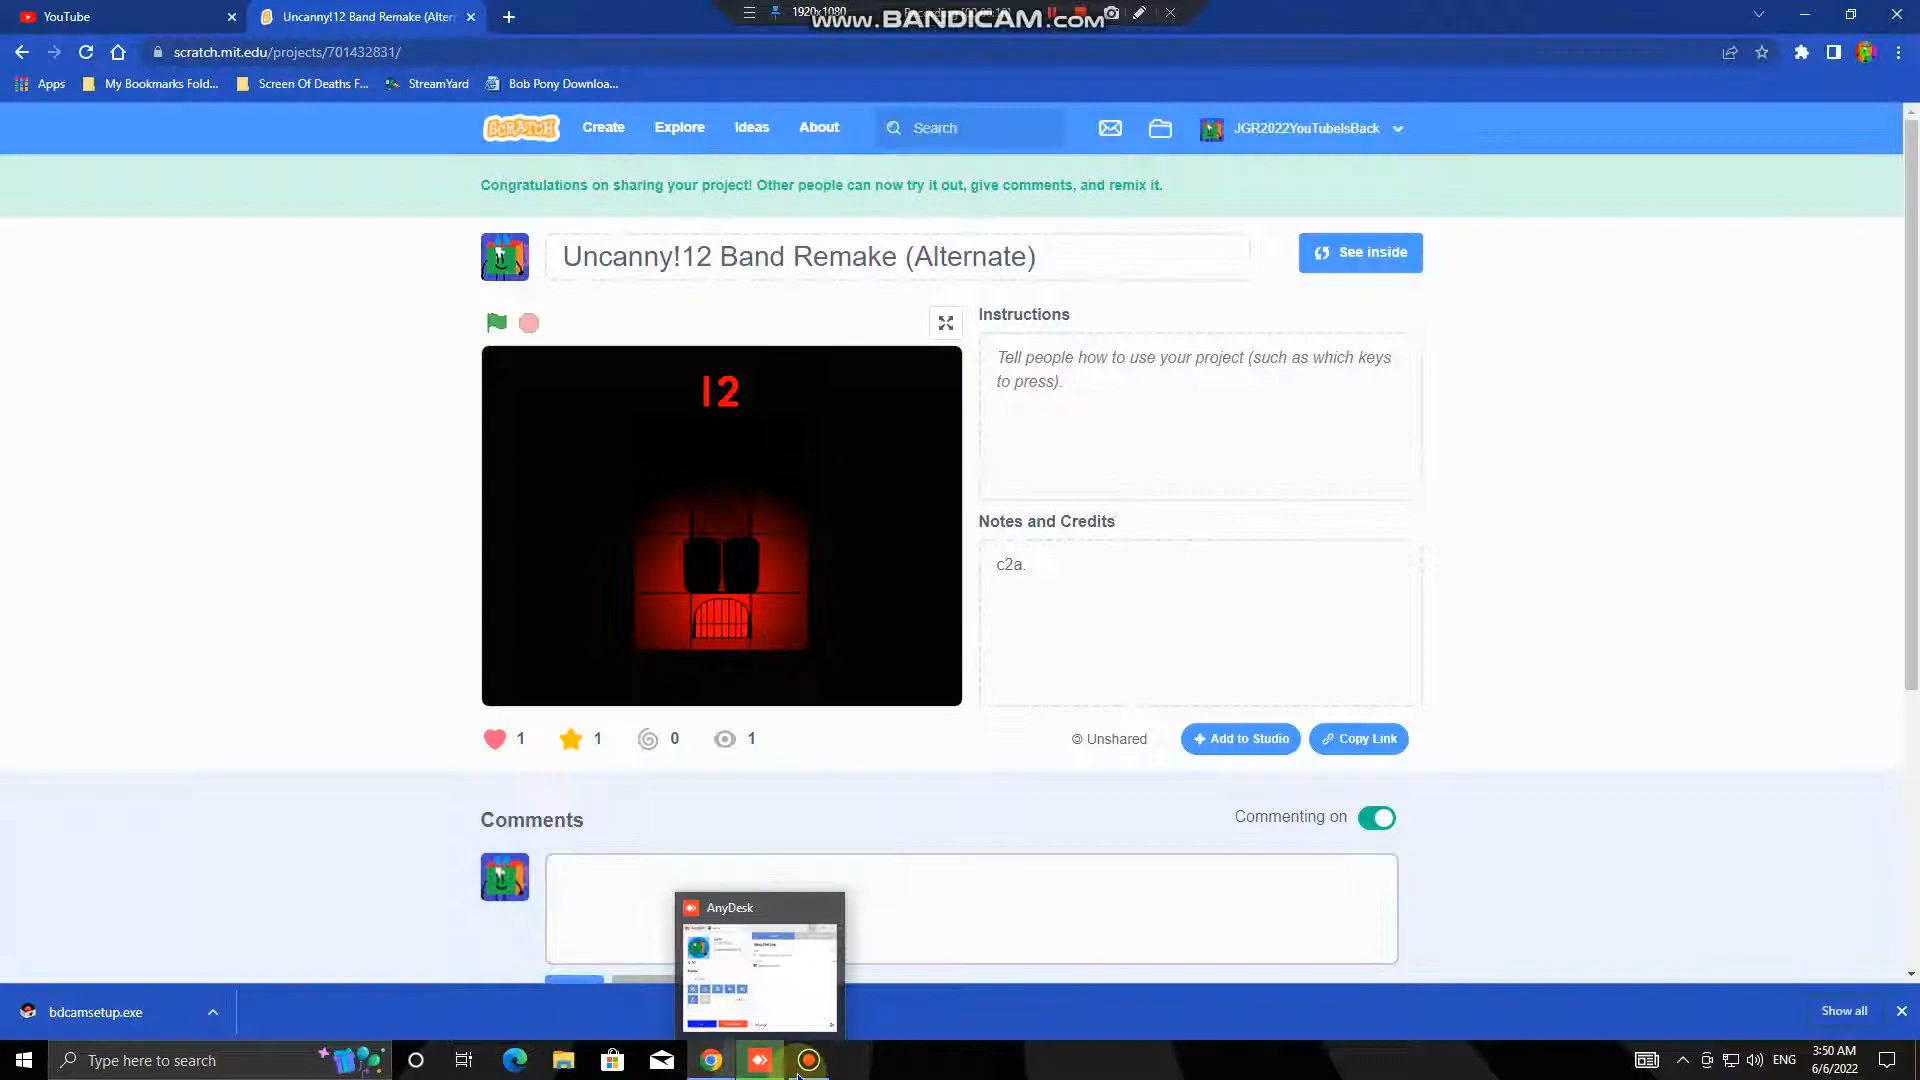 YouTube
Uncanny!12 Band Remake (Alter
1920x1080
www.BANDICAM.com
scratch.mit.edu/projects/701432831/
Apps
My Bookmarks Fold...
Screen Of Deaths F...
StreamYard
Bob Pony Downloa...
SCRATCH
Create
Explore
Ideas
About
Search
JGR2022YouTubeIsBack
Congratulations on sharing your project! Other people can now try it out, give comments, and remix it.
Uncanny!12 Band Remake (Alternate)
See inside
12
Instructions
Tell people how to use your project (such as which keys
to press).
Notes and Credits
c2a.
1
1
0
1
Unshared
Add to Studio
Copy Link
Comments
Commenting on
AnyDesk
bdcamsetup.exe
Show all
Type here to search
ENG
3:50 AM
6/6/2022